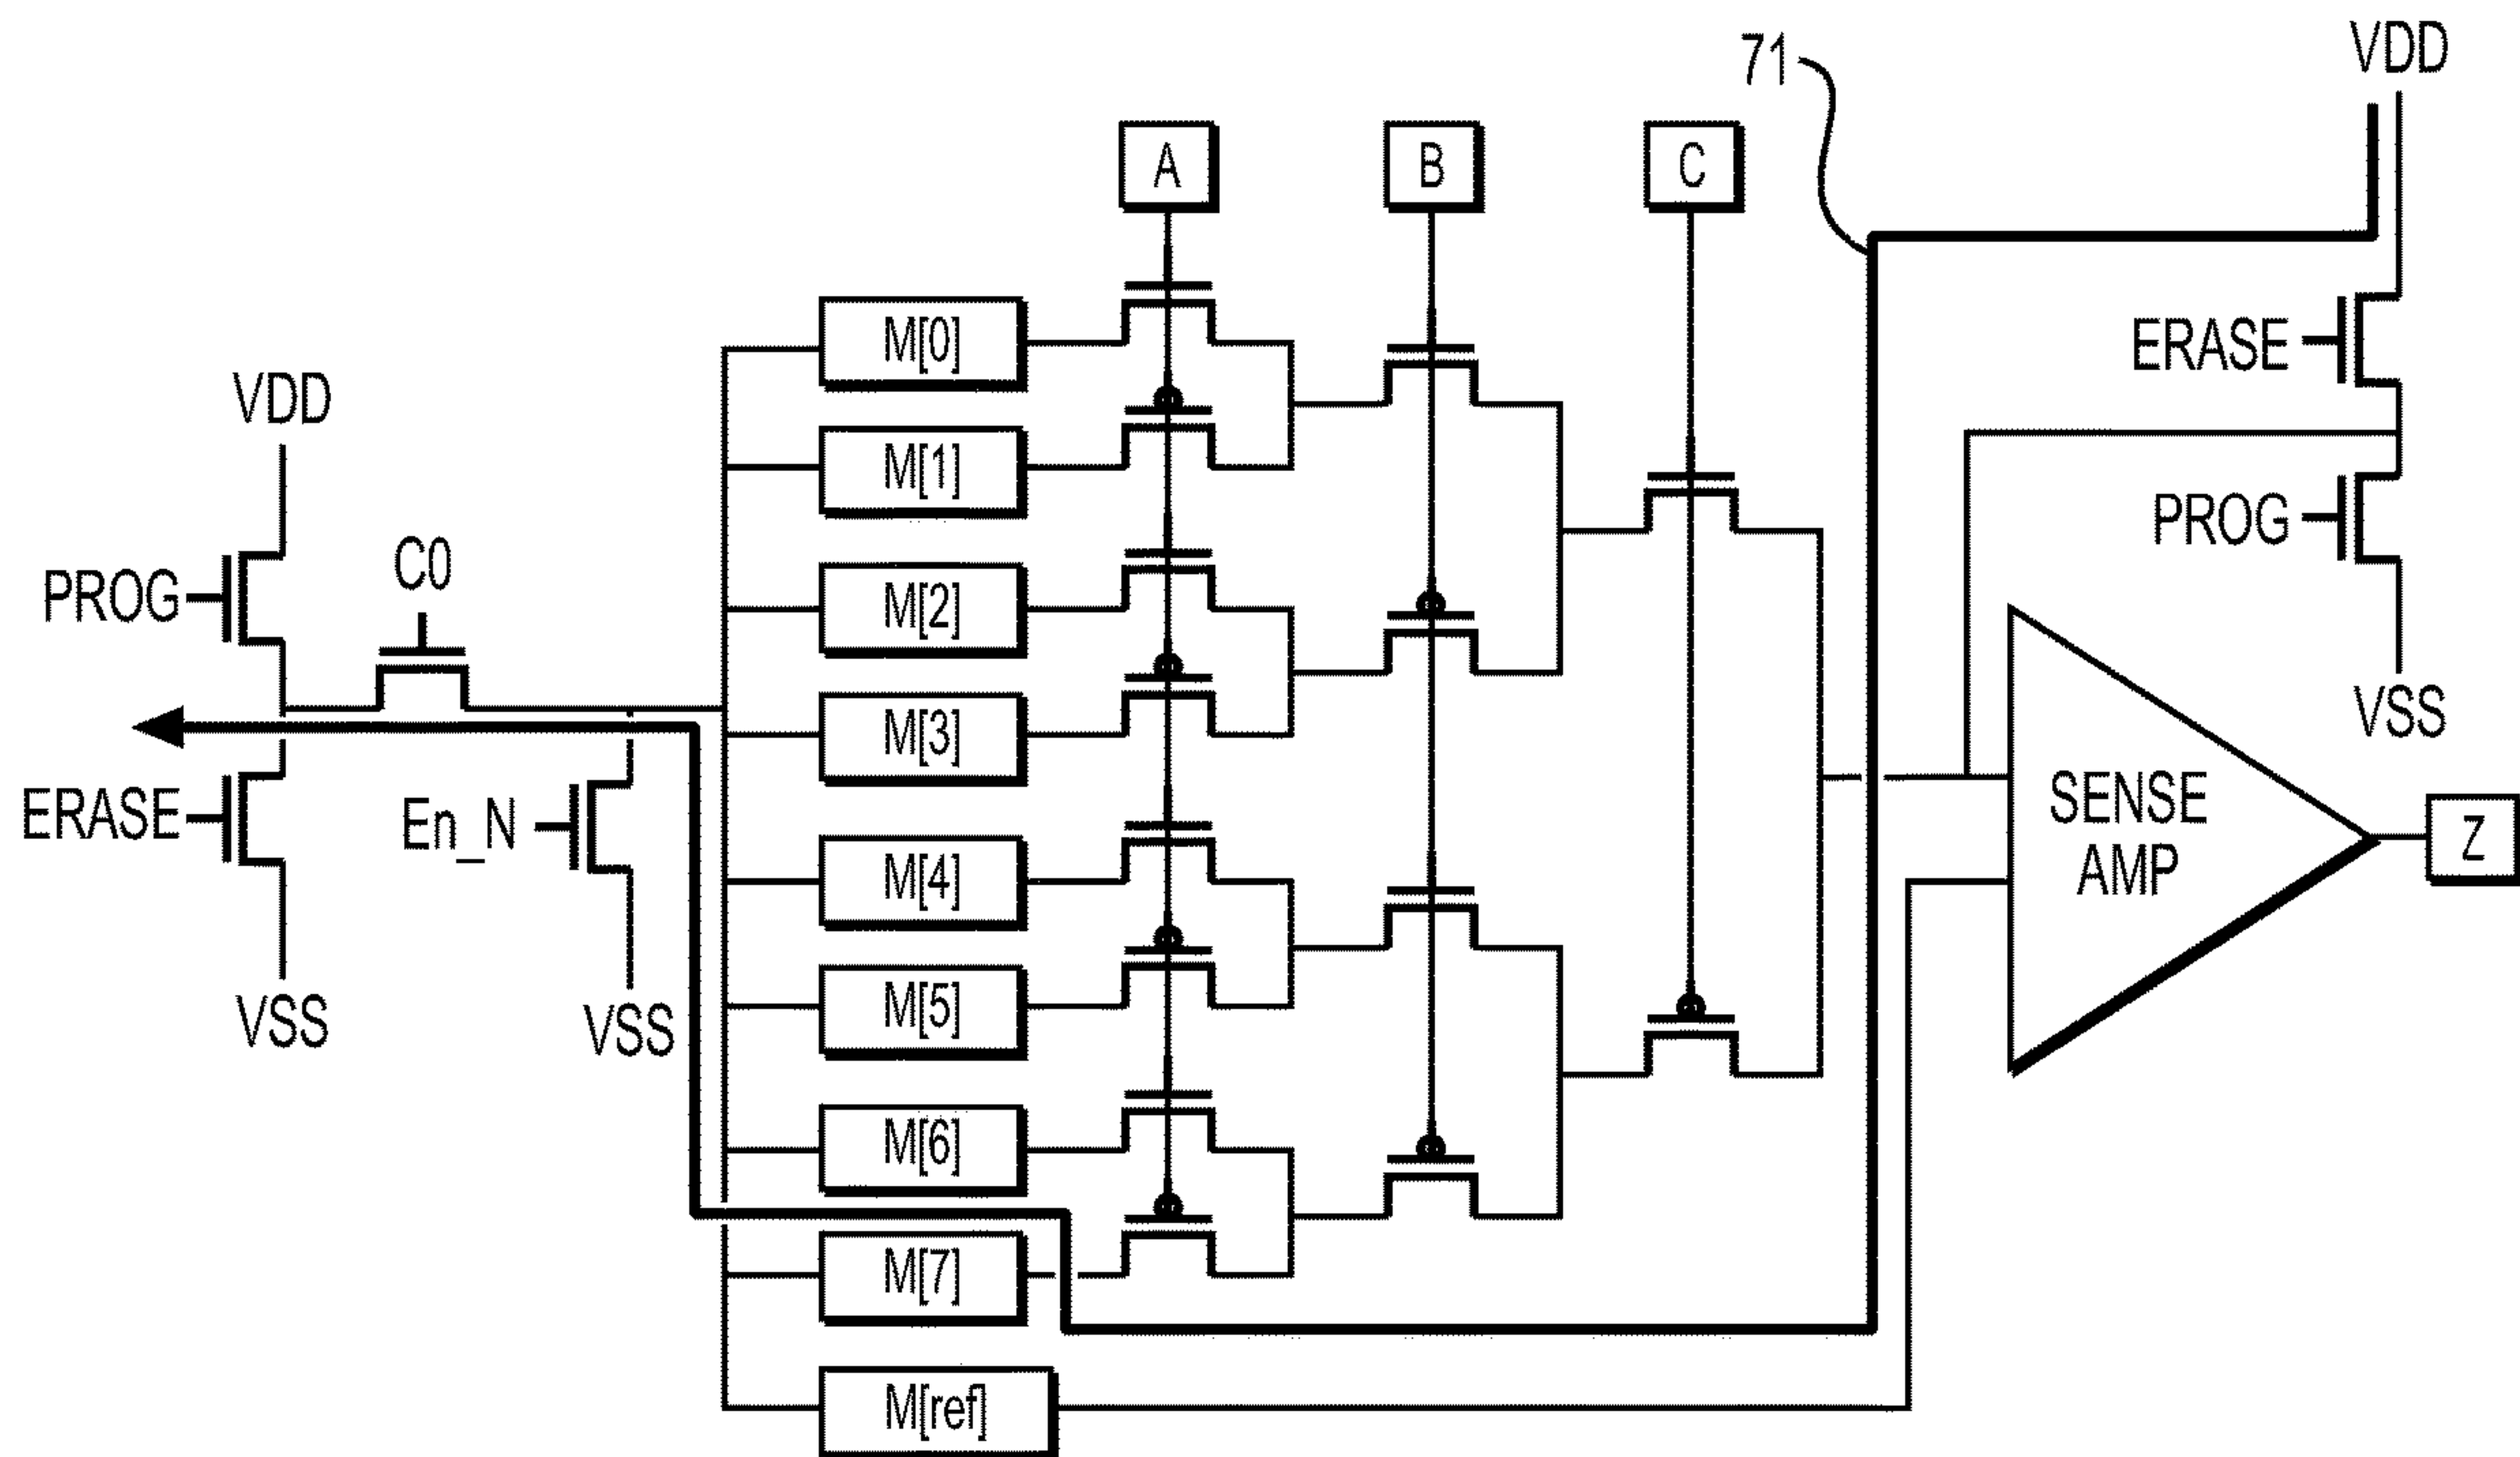 71
VDD
A
B
C
M[0]
ERASE
VDD
M[1]
PROG
C0
PROG
M[2]
VSS
M[3]
SENSE
AMP
ERASE
En_N
Z
M[4]
VSS
VSS
M[5]
M[6]
M[7]
M[ref]